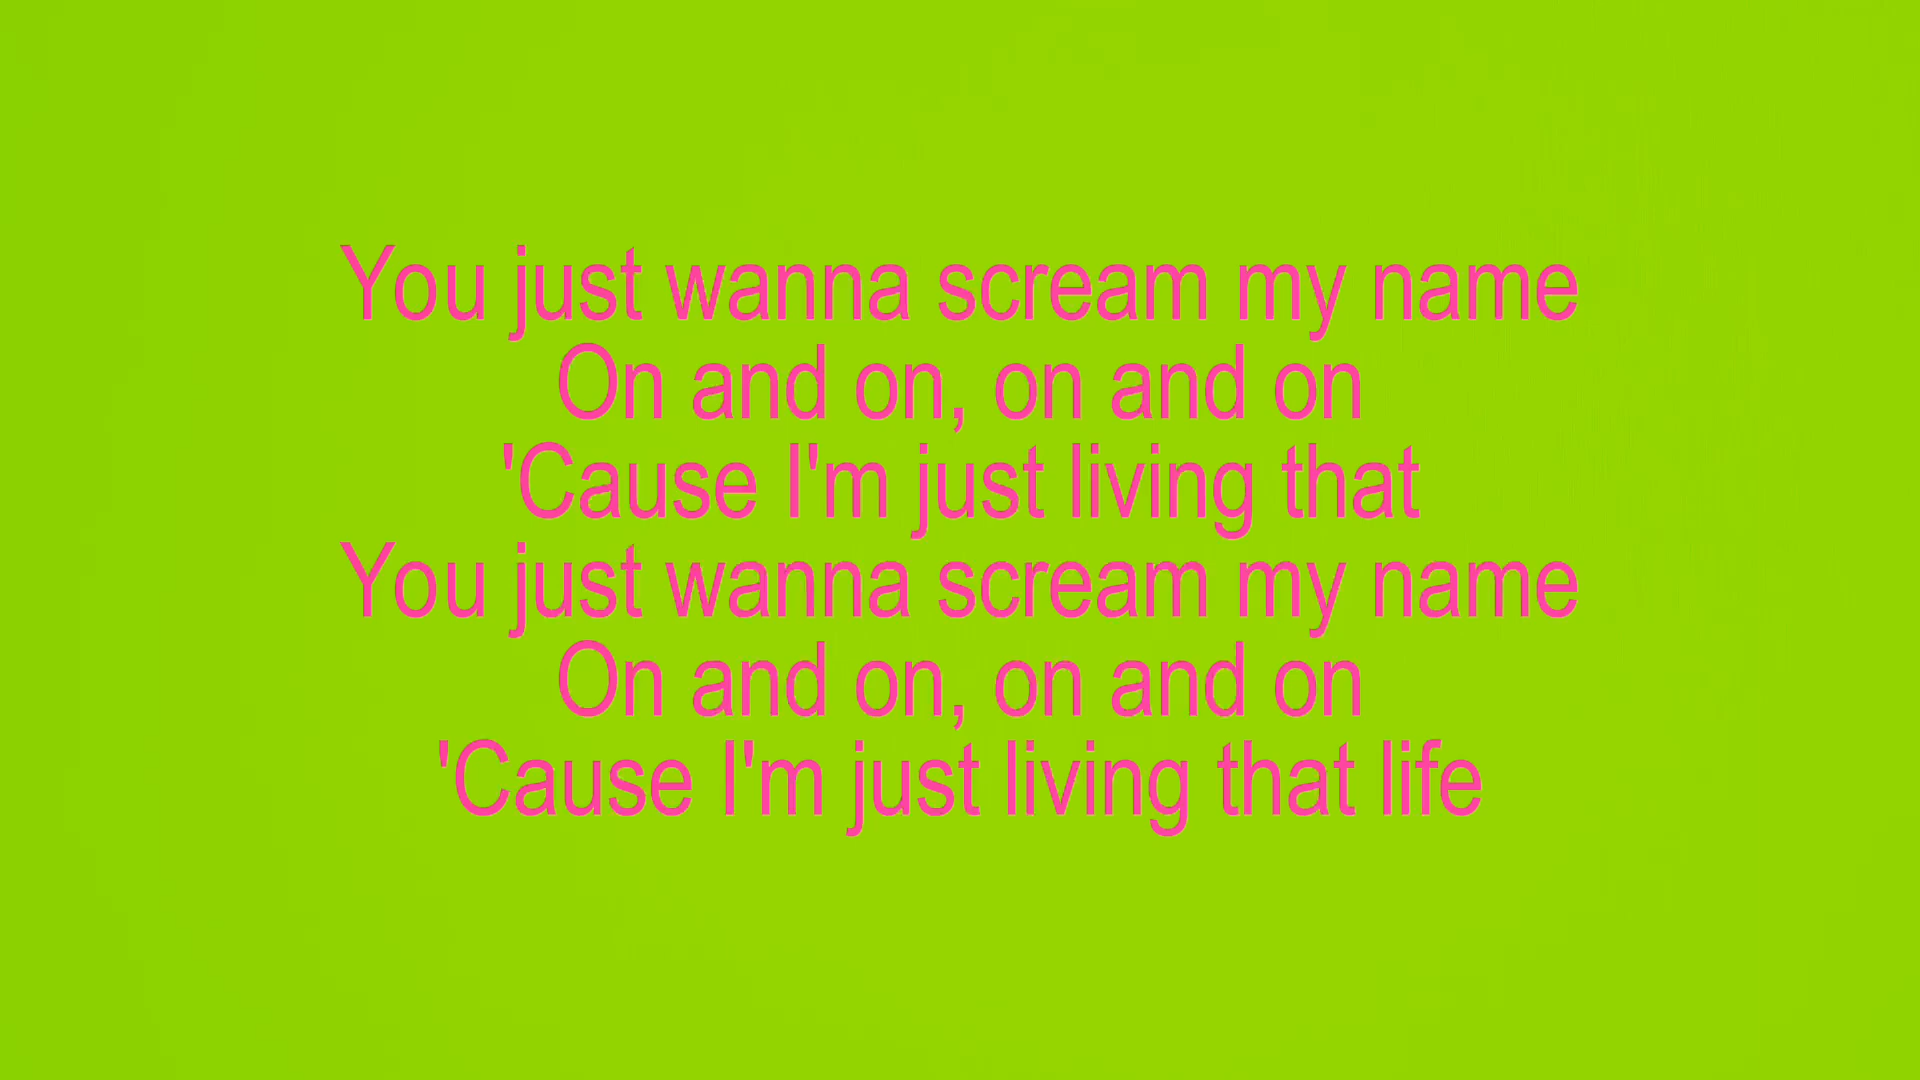 You just wanna scream my name
On and on, on and on
'Cause I'm just living that
You just wanna scream my name
On and on, on and on
'Cause I'm just living that life